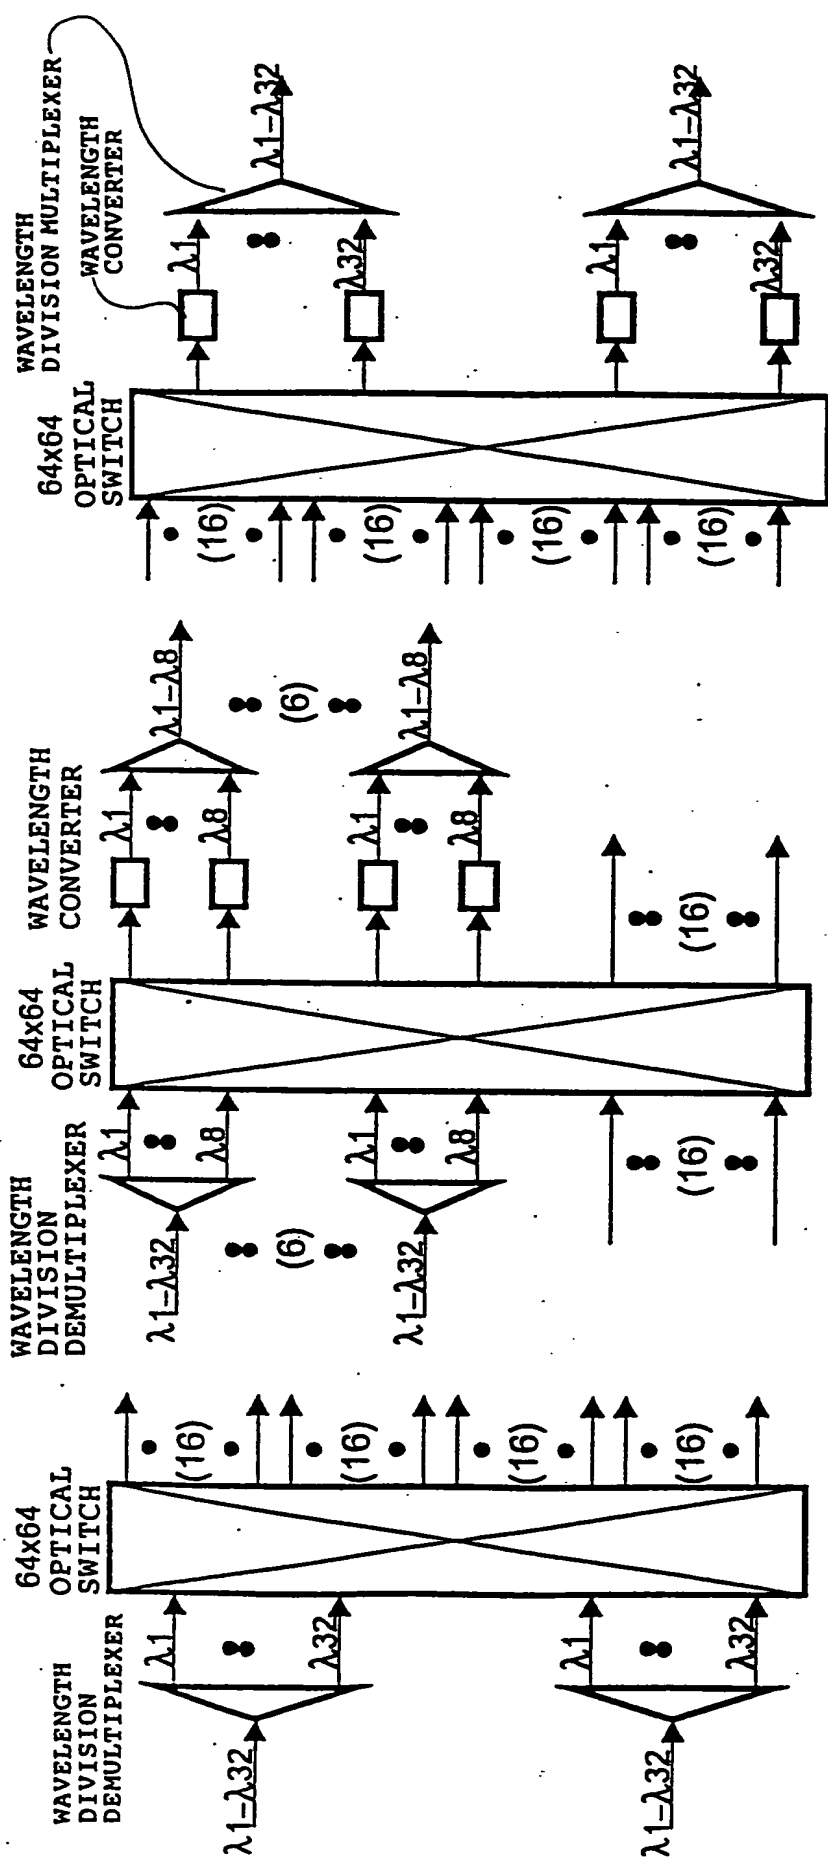 WAVELENGTH
DIVISION MULTIPLEXER
WAVELENGTH
CONVERTER
64x64
OPTICAL
SWITCH
λ1
λ32
λ1-λ32
λ1
λ32
λ1-λ32
(16)
(16)
(16)
(16)
WAVELENGTH
CONVERTER
64x64
OPTICAL
SWITCH
WAVELENGTH
DIVISION
DEMULTIPLEXER
λ1
λ8
λ1-λ8
(6)
λ1
λ8
λ1-λ8
(16)
λ1
λ8
λ1-λ32
(6)
λ1
λ8
λ1-λ32
(16)
64x64
OPTICAL
SWITCH
WAVELENGTH
DIVISION
DEMULTIPLEXER
(16)
(16)
(16)
(16)
λ1
λ32
λ1-λ32
λ1
λ32
λ1-λ32